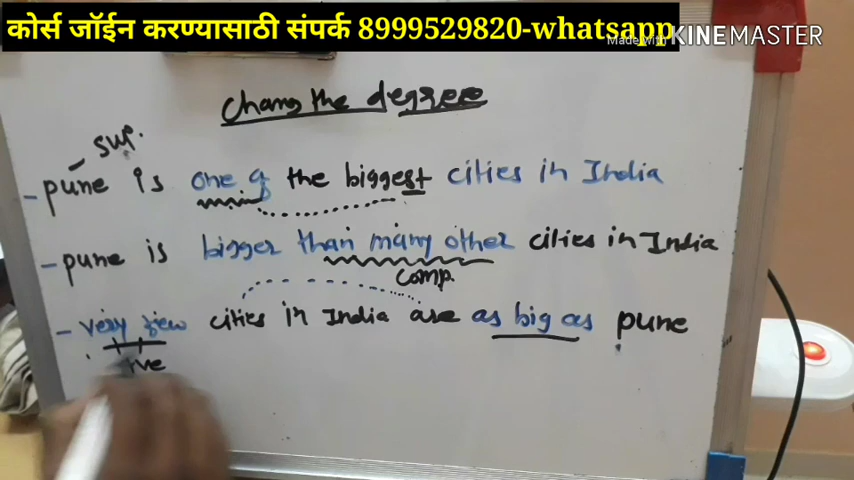 कोर्स जॉईन करण्यासाठी संपर्क 8999529820-whatsapp
Made with KINEMASTER
Chang the degree
sup.
- pune is one of the biggest cities in India
- pune is bigger than many other cities in India
comp.
- very few cities in India are as big as pune
+ve